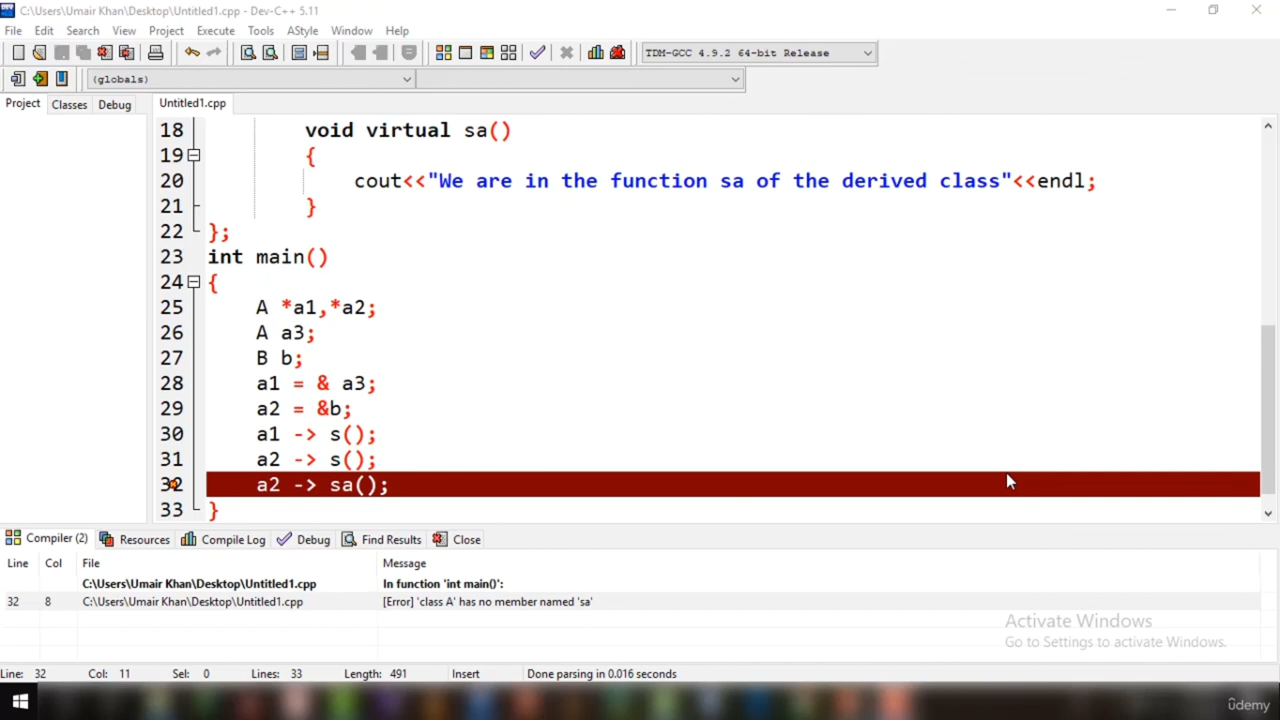 C:\Users\Umair Khan\Desktop\Untitled1.cpp - Dev-C++ 5.11
File Edit Search View Project Execute Tools AStyle Window Help
TDM-GCC 4.9.2 64-bit Release
(globals)
Project Classes Debug Untitled1.cpp
18 void virtual sa()
19 {
20 cout<<"We are in the function sa of the derived class"<<endl;
21 }
22 };
23 int main()
24 {
25 A *a1,*a2;
26 A a3;
27 B b;
28 a1 = & a3;
29 a2 = &b;
30 a1 -> s();
31 a2 -> s();
32 a2 -> sa();
33 }
Compiler (2) Resources Compile Log Debug Find Results Close
Line Col File Message
C:\Users\Umair Khan\Desktop\Untitled1.cpp In function 'int main()':
32 8 C:\Users\Umair Khan\Desktop\Untitled1.cpp [Error] 'class A' has no member named 'sa'
Activate Windows
Go to Settings to activate Windows.
Line: 32 Col: 11 Sel: 0 Lines: 33 Length: 491 Insert Done parsing in 0.016 seconds
ûdemy